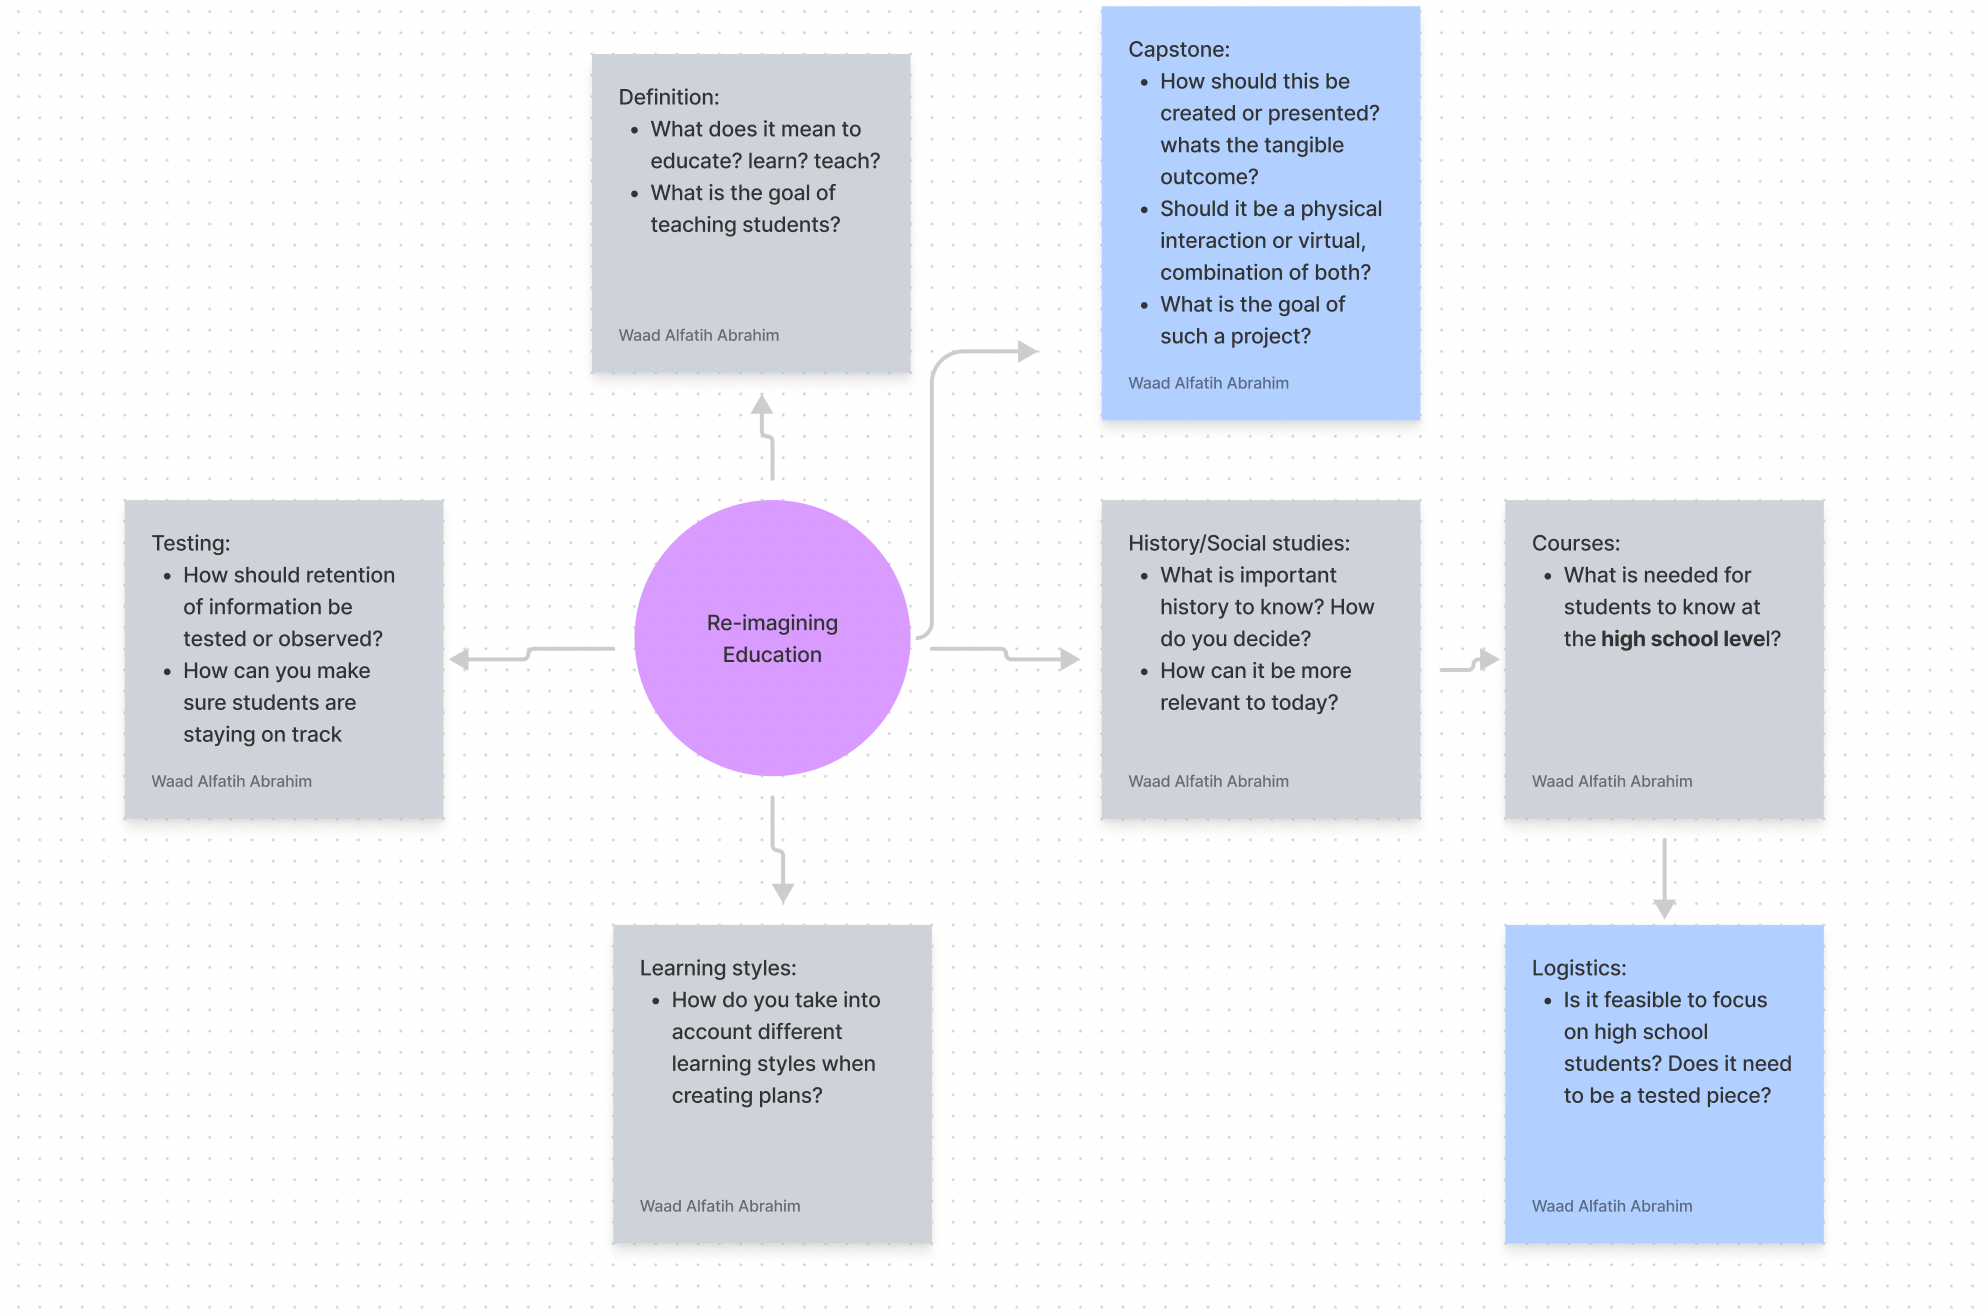 Capstone:
• How should this be
created or presented?
whats the tangible
outcome?
• Should it be a physical
interaction or virtual,
combination of both?
• What is the goal of
such a project?
Waad Alfatih Abrahim
Definition:
• What does it mean to
educate? learn? teach?
• What is the goal of
teaching students?
Waad Alfatih Abrahim
Testing:
• How should retention
of information be
tested or observed?
• How can you make
sure students are
staying on track
Waad Alfatih Abrahim
Re-imagining
Education
History/Social studies:
• What is important
history to know? How
do you decide?
• How can it be more
relevant to today?
Waad Alfatih Abrahim
Courses:
• What is needed for
students to know at
the high school level?
Waad Alfatih Abrahim
Learning styles:
• How do you take into
account different
learning styles when
creating plans?
Waad Alfatih Abrahim
Logistics:
• Is it feasible to focus
on high school
students? Does it need
to be a tested piece?
Waad Alfatih Abrahim